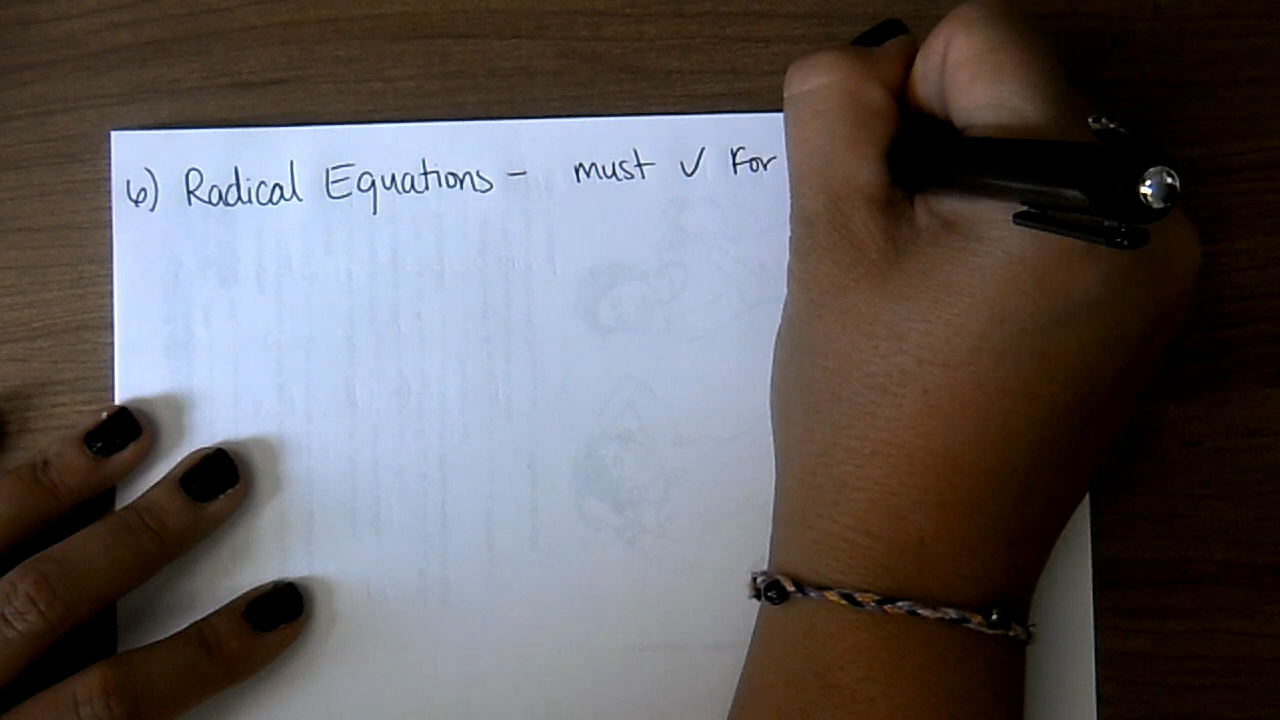 6) Radical Equations - must ✓ For